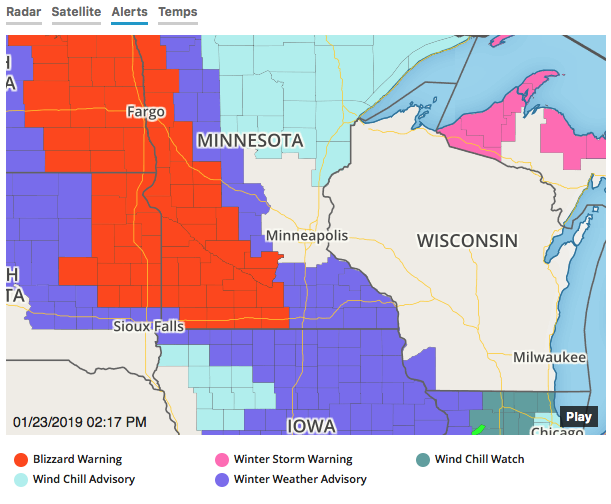 Radar Satellite Alerts Temps
H
A
Fargo
MINNESOTA
Minneapolis
WISCONSIN
H
TA
Sioux Falls
Milwaukee
01/23/2019 02:17 PM
IOWA
Play
Chicago
Blizzard Warning
Winter Storm Warning
Wind Chill Watch
Wind Chill Advisory
Winter Weather Advisory